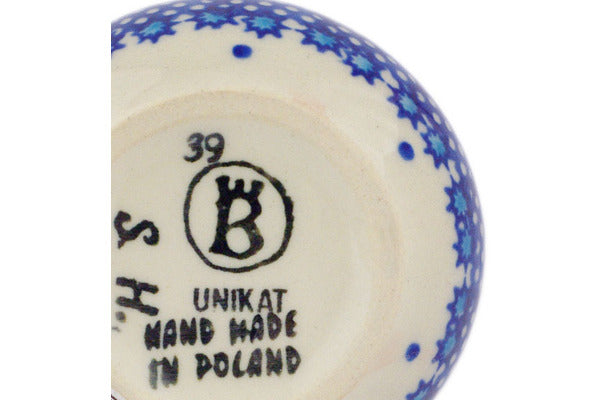 39
B
UNIKAT
HAND MADE
IN POLAND
S
H.